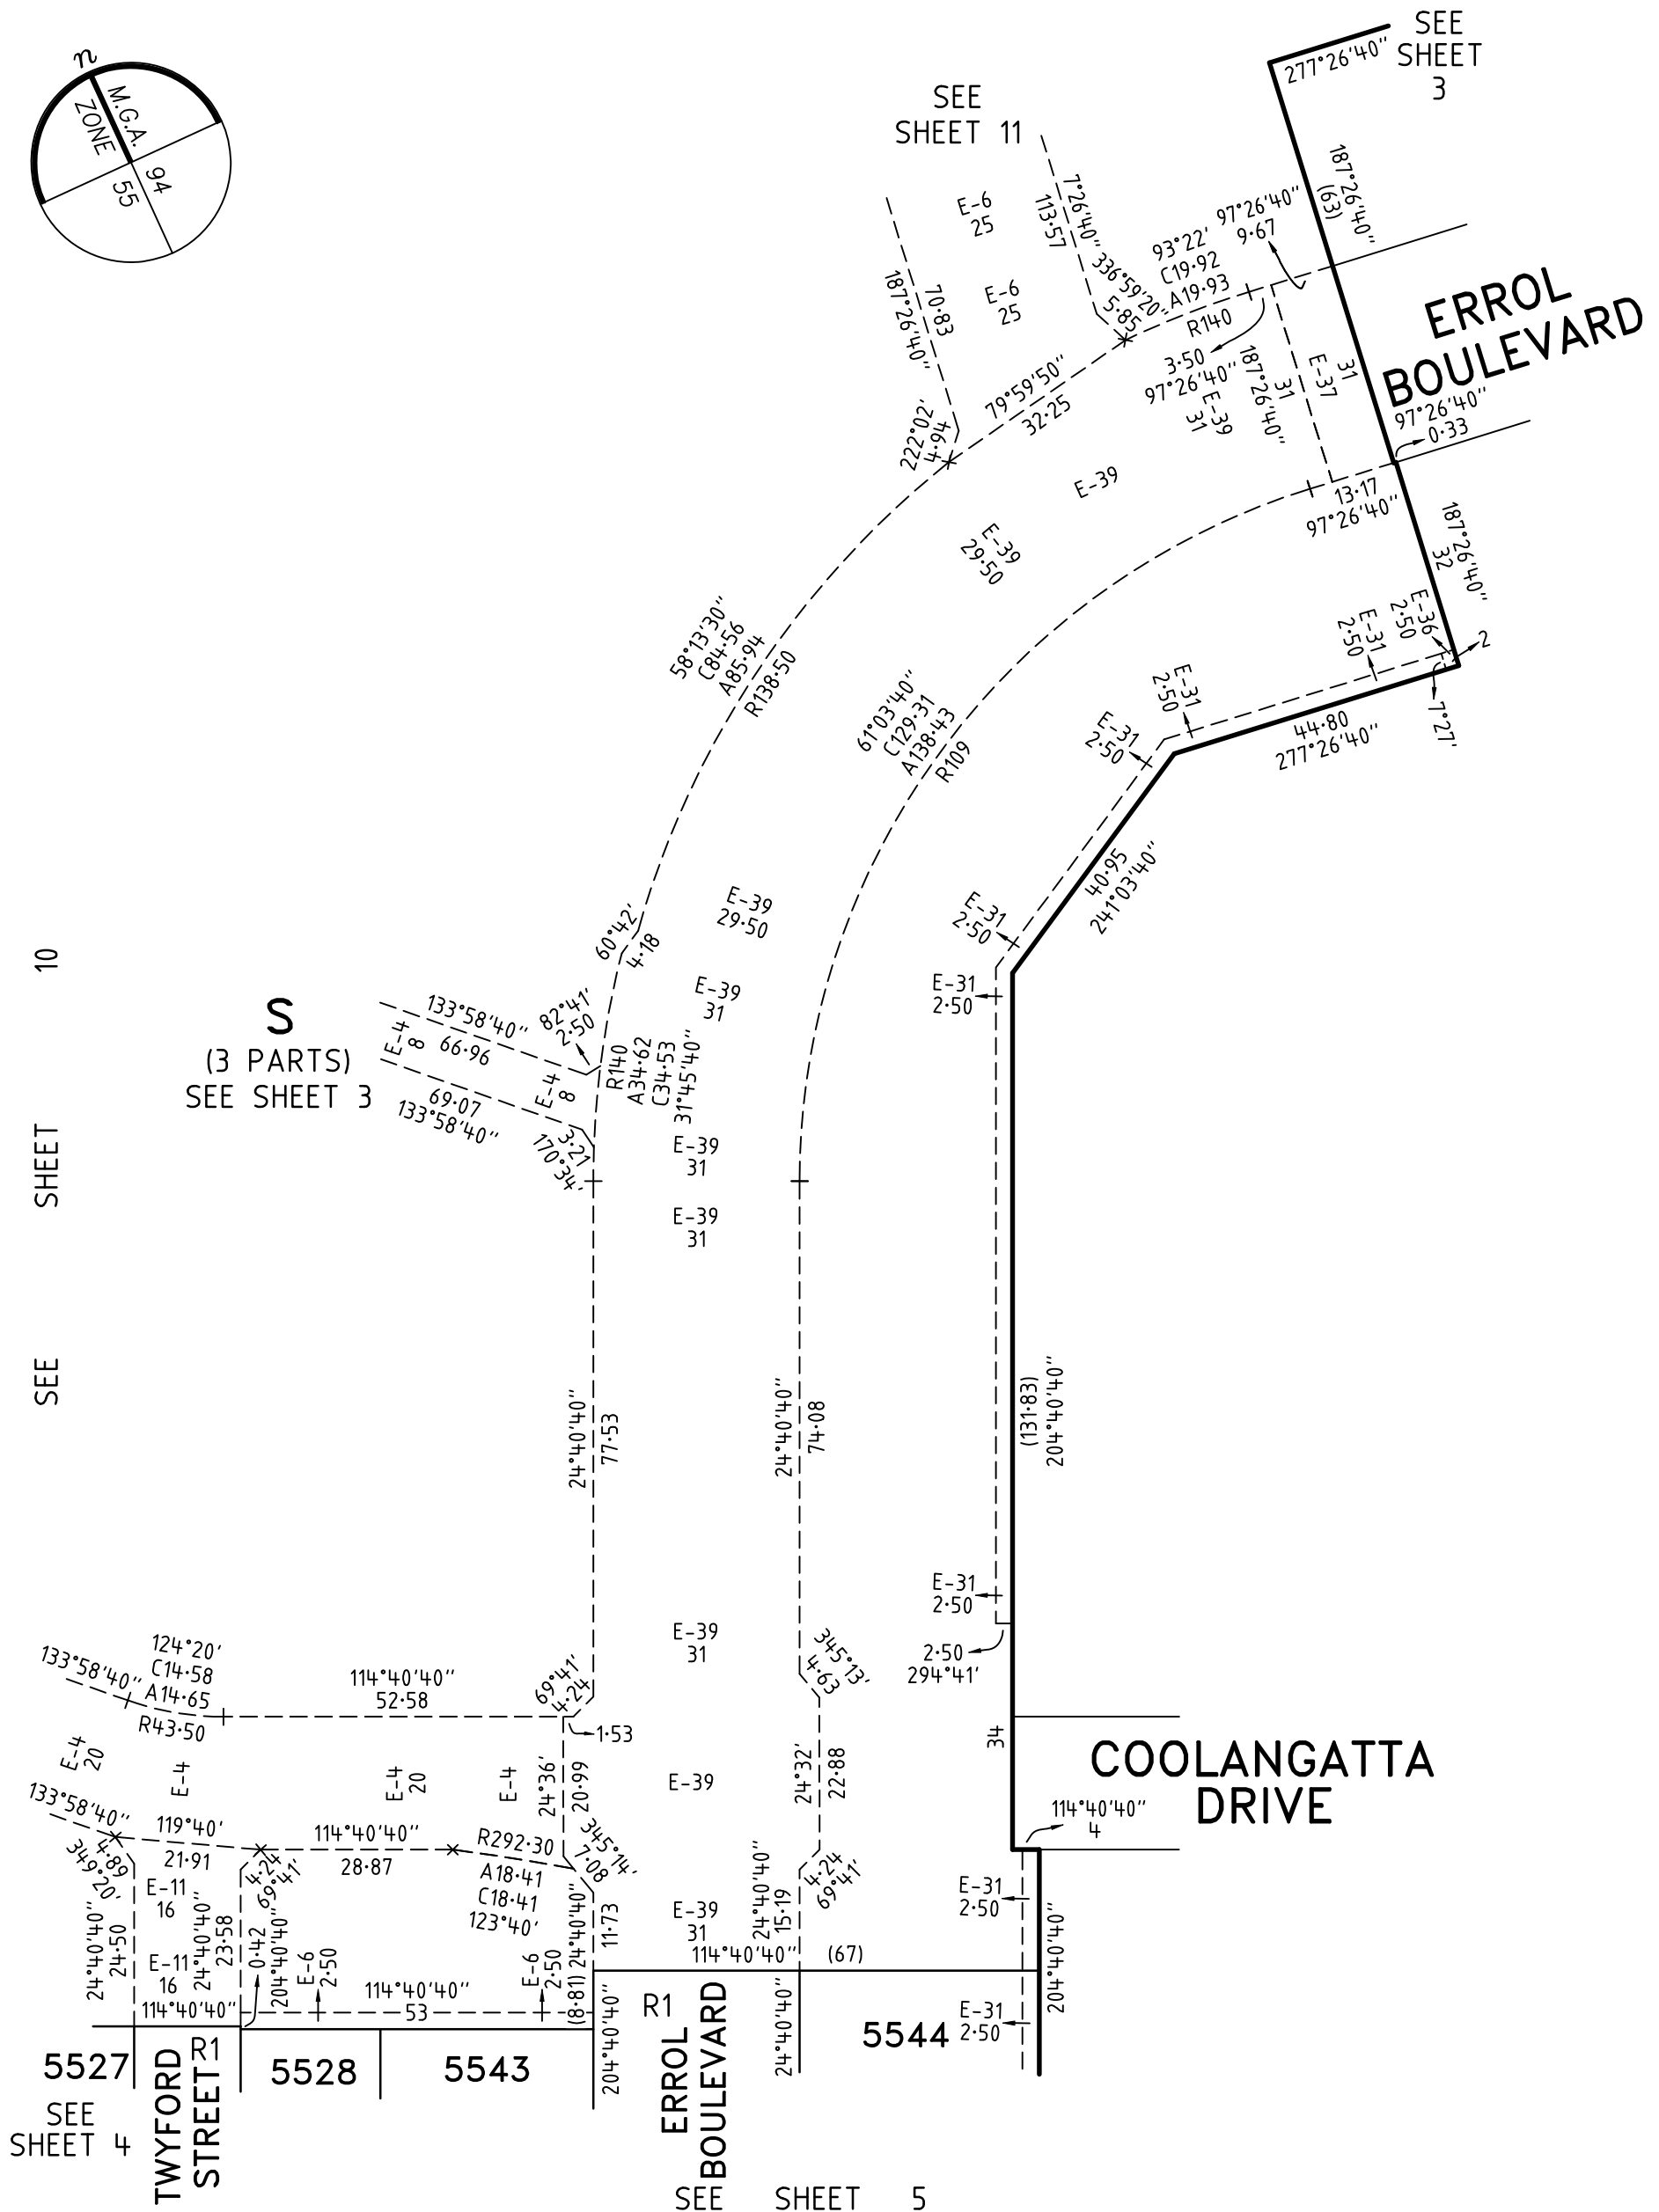 n
M.G.A.
ZONE
94
55
SEE
SHEET
3
277°26'40"
SEE
SHEET 11
187°26'40"
(63)
E-6
25
E-6
25
7°26'40"
113·57
336°59'20"
5·85
93°22'
C19·92
A19·93
R140
97°26'40"
9·67
70·83
187°26'40"
ERROL
BOULEVARD
3·50
97°26'40"
E-39
31
187°26'40"
31
E-37
31
97°26'40"
0·33
79°59'50"
32·25
222°02'
4·94
E-39
E-39
29·50
13·17
97°26'40"
187°26'40"
32
E-36
2·50
E-31
2·50
2
7°27'
44·80
277°26'40"
E-31
2·50
E-31
2·50
58°13'30"
C84·56
A85·94
R138·50
61°03'40"
C129·31
A138·43
R109
40·95
241°03'40"
E-31
2·50
E-31
2·50
E-39
29·50
60°42'
4·18
E-39
31
SEE SHEET 10
S
(3 PARTS)
SEE SHEET 3
133°58'40"
66·96
E-4
8
82°41'
2·50
E-4
8
69·07
133°58'40"
3·21
170°34'
R140
A34·62
C34·53
31°45'40"
E-39
31
E-39
31
24°40'40"
77·53
24°40'40"
74·08
(131·83)
204°40'40"
E-31
2·50
2·50
294°41'
E-39
31
345°13'
4·63
69°41'
4·24
1·53
133°58'40"
124°20'
C14·58
A14·65
R43·50
114°40'40"
52·58
34
COOLANGATTA
DRIVE
114°40'40"
4
E-4
20
E-4
E-4
20
E-4
24°36'
20·99
E-39
24°32'
22·88
133°58'40"
119°40'
21·91
114°40'40"
28·87
R292·30
A18·41
C18·41
123°40'
345°14'
7·08
4·89
349°20'
4·24
69°41'
24°40'40"
15·19
4·24
69°41'
E-11
16
E-11
16
24°40'40"
24·50
24°40'40"
23·58
0·42
204°40'40"
E-6
2·50
E-6
2·50
(8·81)
24°40'40"
11·73
E-39
31
114°40'40" (67)
E-31
2·50
204°40'40"
E-31
2·50
114°40'40"
114°40'40"
53
5527
R1
TWYFORD
STREET
5528
5543
204°40'40"
R1
ERROL
BOULEVARD
24°40'40"
5544
SEE
SHEET 4
SEE SHEET 5